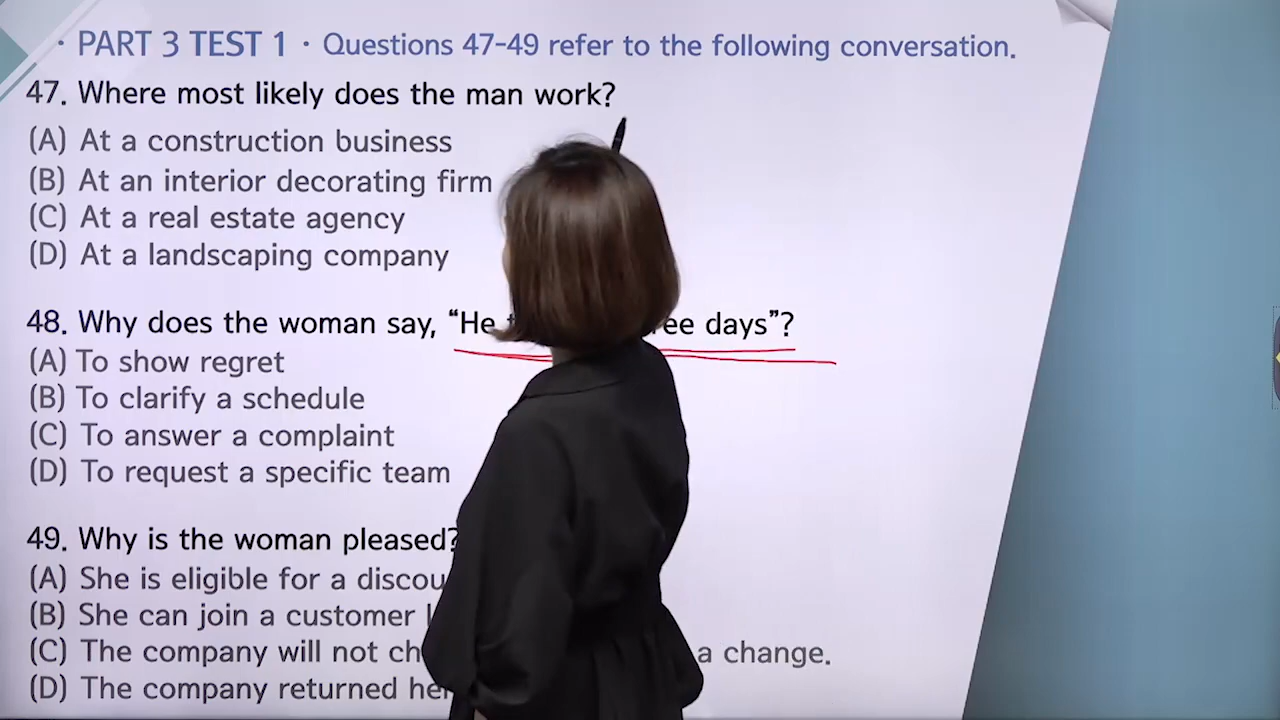 · PART 3 TEST 1 · Questions 47-49 refer to the following conversation.
47. Where most likely does the man work?
(A) At a construction business
(B) At an interior decorating firm
(C) At a real estate agency
(D) At a landscaping company
48. Why does the woman say, “He days”?
(A) To show regret
(B) To clarify a schedule
(C) To answer a complaint
(D) To request a specific team
49. Why is the woman pleased?
(A) She is eligible for a
(B) She can join a customer
(C) The company will not a change.
(D) The company returned